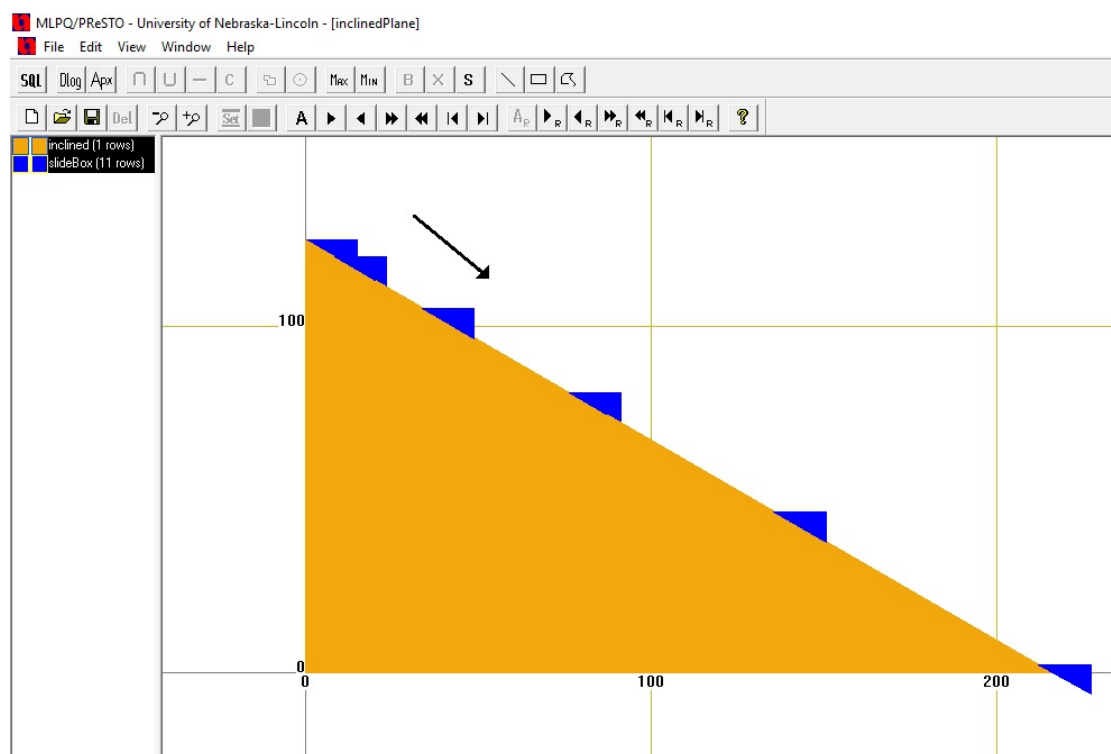 MLPQ/PReSTO - University of Nebraska-Lincoln - [inclinedPlane]
File Edit View Window Help
SQL Dlog Apx ∩ U — C Max Min B X S
Del Set A A R R R R R R R ?
inclined (1 rows)
slideBox (11 rows)
100
0
0 100 200